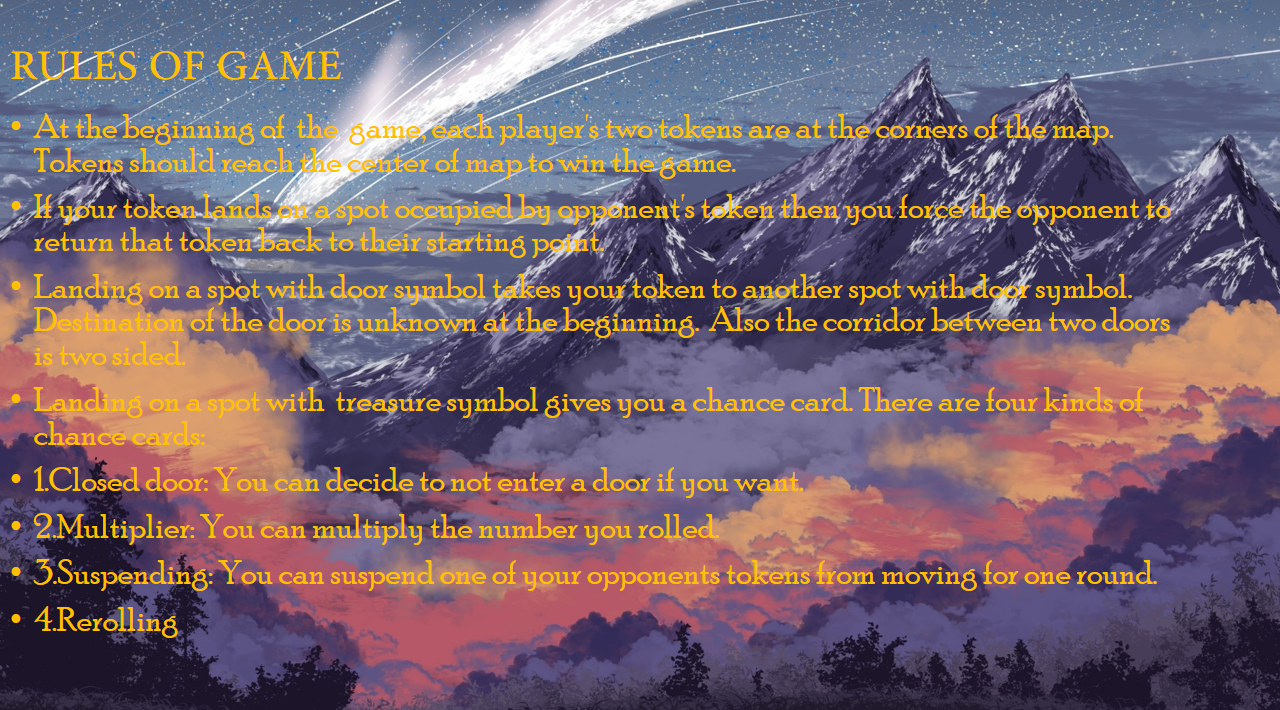 RULES OF GAME
• At the beginning of the game, each player's two tokens are at the corners of the map.
Tokens should reach the center of map to win the game.
• If your token lands on a spot occupied by opponent's token then you force the opponent to
return that token back to their starting point.
• Landing on a spot with door symbol takes your token to another spot with door symbol.
Destination of the door is unknown at the beginning. Also the corridor between two doors
is two sided.
• Landing on a spot with treasure symbol gives you a chance card. There are four kinds of
chance cards:
• 1.Closed door: You can decide to not enter a door if you want.
• 2.Multiplier: You can multiply the number you rolled.
• 3.Suspending: You can suspend one of your opponents tokens from moving for one round.
• 4.Rerolling